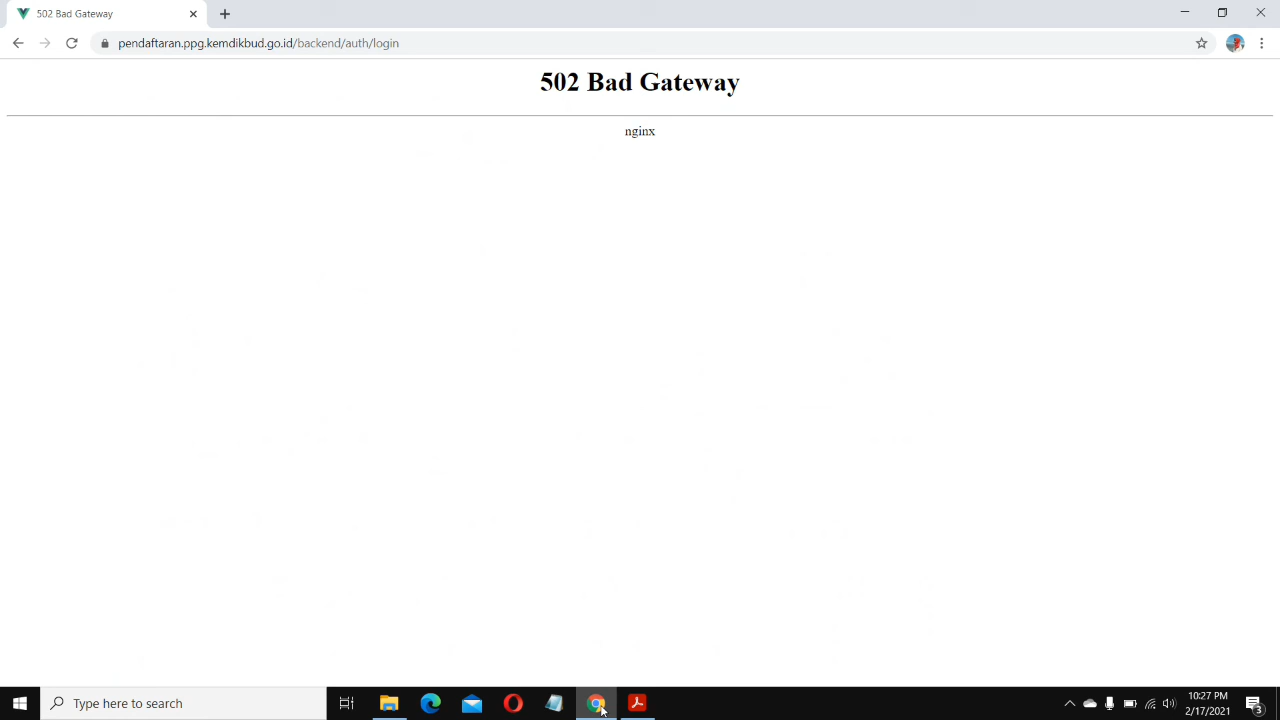 502 Bad Gateway
pendaftaran.ppg.kemdikbud.go.id/backend/auth/login
502 Bad Gateway
nginx
Type here to search
10:27 PM
2/17/2021
3